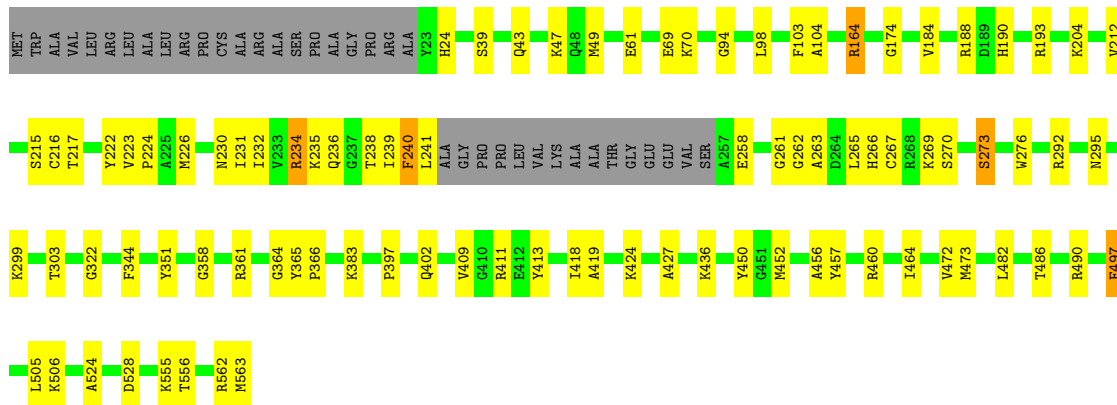 MET TRP ALA VAL LEU ARG LEU ALA LEU ARG PRO CYS ALA ARG ALA SER PRO ALA GLY PRO ARG ALA Y23 H24 S39 Q43 K47 Q48 M49 E61 E69 K70 G94 L98 F103 A104 R164 G174 V184 R188 D189 H190 R193 K204 V212
S215 C216 T217 Y222 V223 P224 A225 M226 N230 I231 I232 V233 R234 K235 Q236 G237 T238 I239 F240 L241 ALA GLY PRO PRO LEU VAL LYS ALA ALA THR GLY GLU GLU VAL SER A257 E258 G261 G262 A263 D264 L265 H266 C267 R268 K269 S270 S273 W276 R292 N295
K299 T303 G322 F344 Y351 G358 R361 G364 Y365 P366 K383 P397 Q402 V409 G410 R411 E412 Y413 I418 A419 K424 A427 K436 Y450 G451 M452 A456 Y457 R460 I464 V472 M473 L482 T486 R490 F497
L505 K506 A524 D528 K555 T556 R562 M563